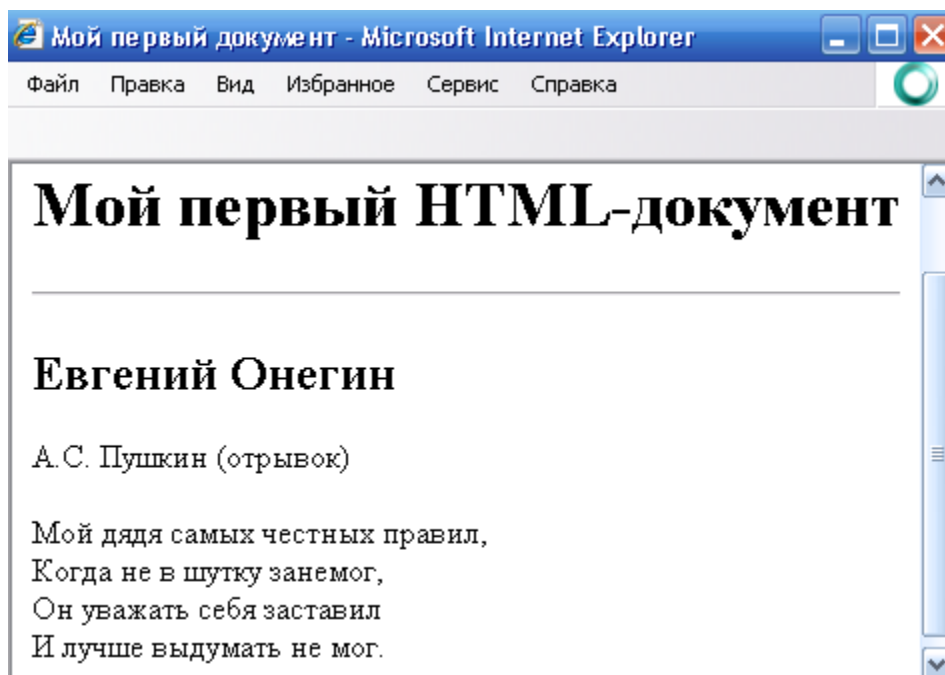 Мой первый документ - Microsoft Internet Explorer
Файл Правка Вид Избранное Сервис Справка
Мой первый HTML-документ
Евгений Онегин
А.С. Пушкин (отрывок)
Мой дядя самых честных правил,
Когда не в шутку занемог,
Он уважать себя заставил
И лучше выдумать не мог.